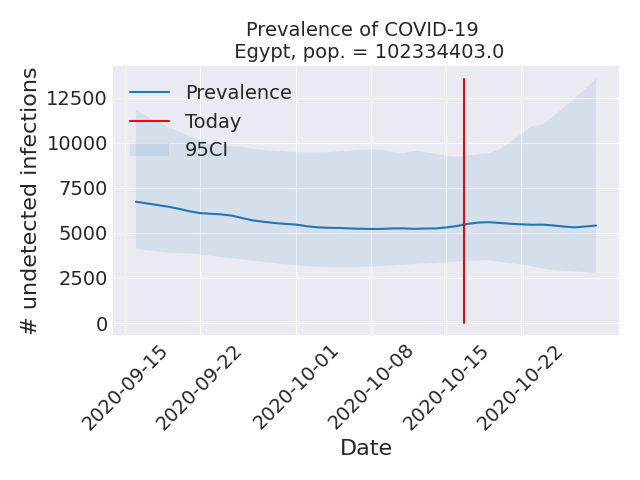 Prevalence of COVID-19
Egypt, pop. = 102334403.0
# undetected infections
12500
10000
7500
5000
2500
0
Prevalence
Today
95CI
2020-09-15
2020-09-22
2020-10-01
2020-10-08
2020-10-15
2020-10-22
Date